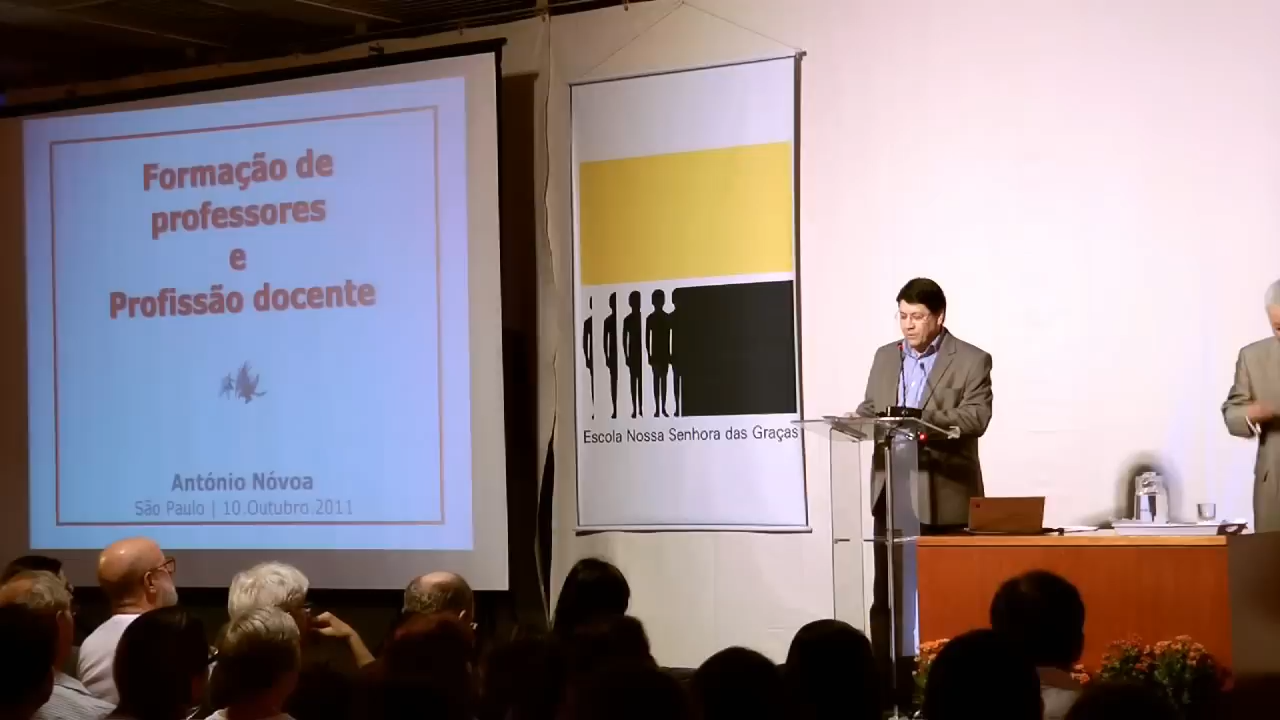 Formação de
professores
e
Profissão docente
António Nóvoa
São Paulo | 10.Outubro.2011
Escola Nossa Senhora das Graças